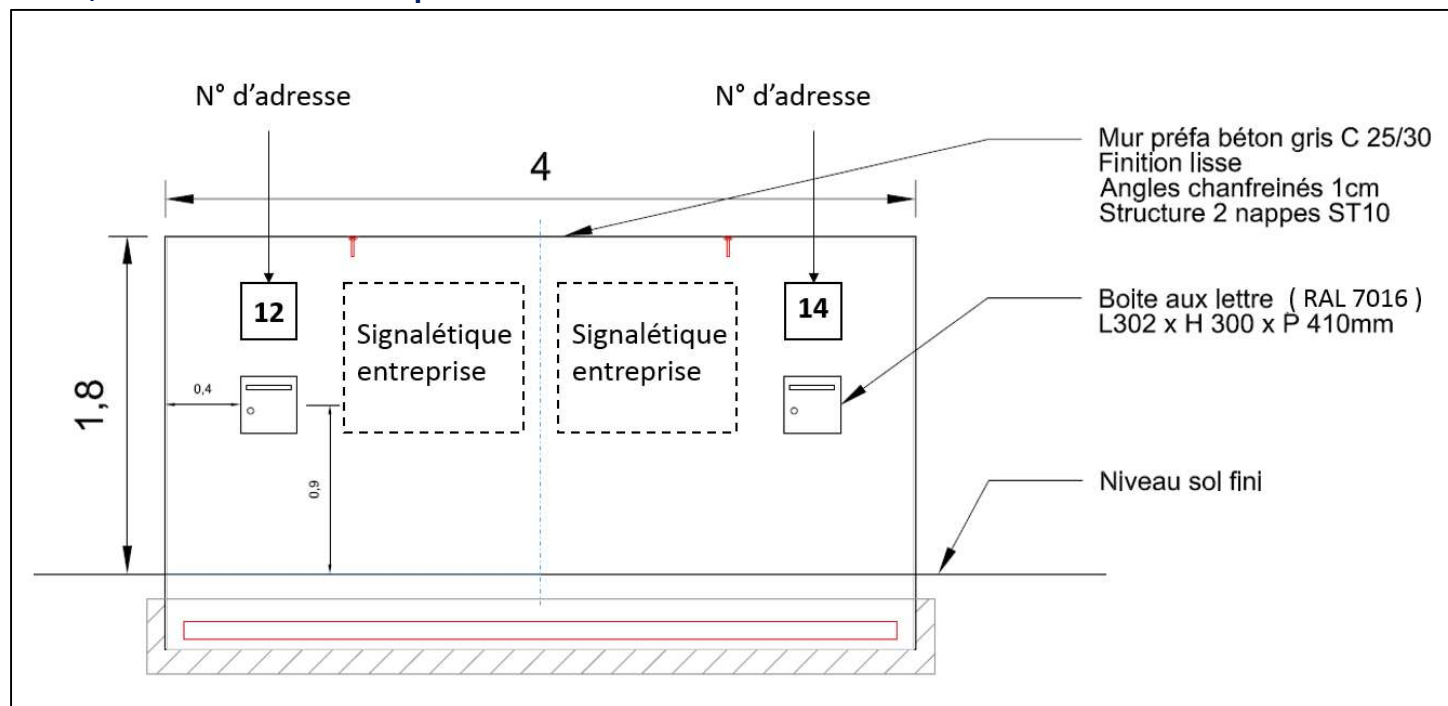 N° d'adresse
N° d'adresse
4
Mur préfa béton gris C 25/30
Finition lisse
Angles chanfreinés 1cm
Structure 2 nappes ST10
12
14
Signalétique
entreprise
Signalétique
entreprise
Boite aux lettre ( RAL 7016 )
L302 x H 300 x P 410mm
1,8
0,4
0,9
Niveau sol fini